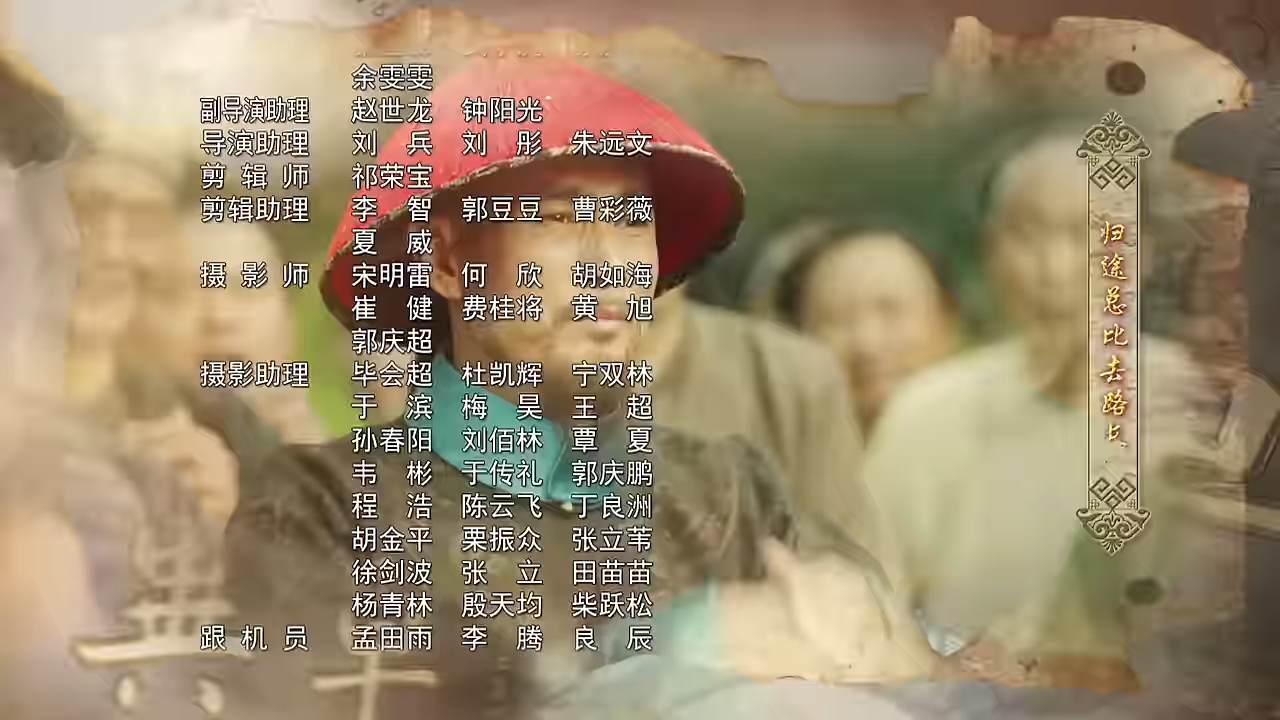 余雯雯
副导演助理 赵世龙 钟阳光
导演助理 刘 兵 刘 彤 朱远文
剪 辑 师 祁荣宝
剪辑助理 李 智 郭豆豆 曹彩薇
夏 威
摄 影 师 宋明雷 何 欣 胡如海
崔 健 费桂将 黄 旭
郭庆超
摄影助理 毕会超 杜凯辉 宁双林
于 滨 梅 昊 王 超
孙春阳 刘佰林 覃 夏
韦 彬 于传礼 郭庆鹏
程 浩 陈云飞 丁良洲
胡金平 栗振众 张立苇
徐剑波 张 立 田苗苗
杨青林 殷天均 柴跃松
跟 机 员 孟田雨 李 腾 良 辰
归途总比去路长